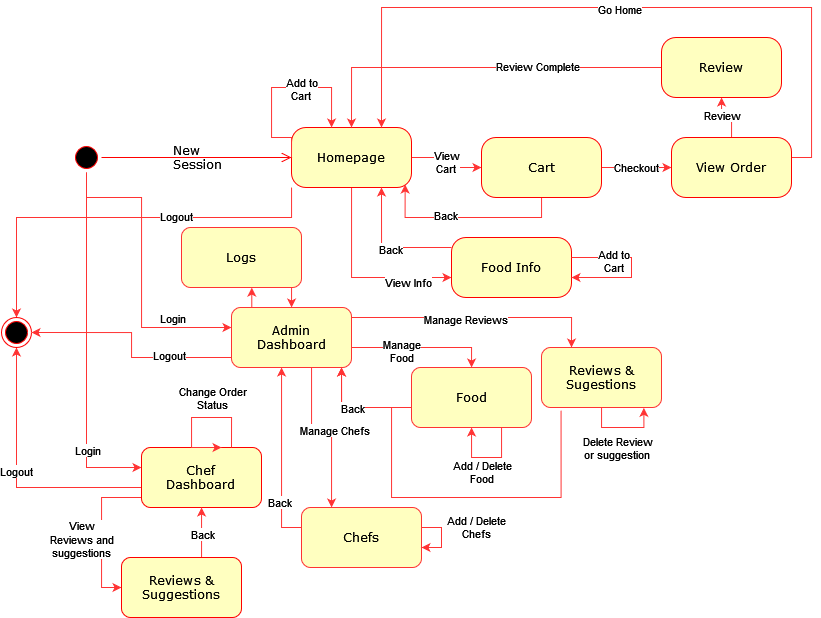 Go Home
Review
Review Complete
Add to
Cart
Review
New
Session
Homepage
View
Cart
Cart
Checkout
View Order
Logout
Back
Back
Logs
Food Info
Add to
Cart
View Info
Login
Admin
Dashboard
Manage Reviews
Logout
Manage
Food
Reviews &
Sugestions
Change Order
Status
Food
Back
Manage Chefs
Delete Review
or suggestion
Login
Logout
Chef
Dashboard
Add / Delete
Food
Back
View
Reviews and
suggestions
Back
Chefs
Add / Delete
Chefs
Reviews &
Suggestions